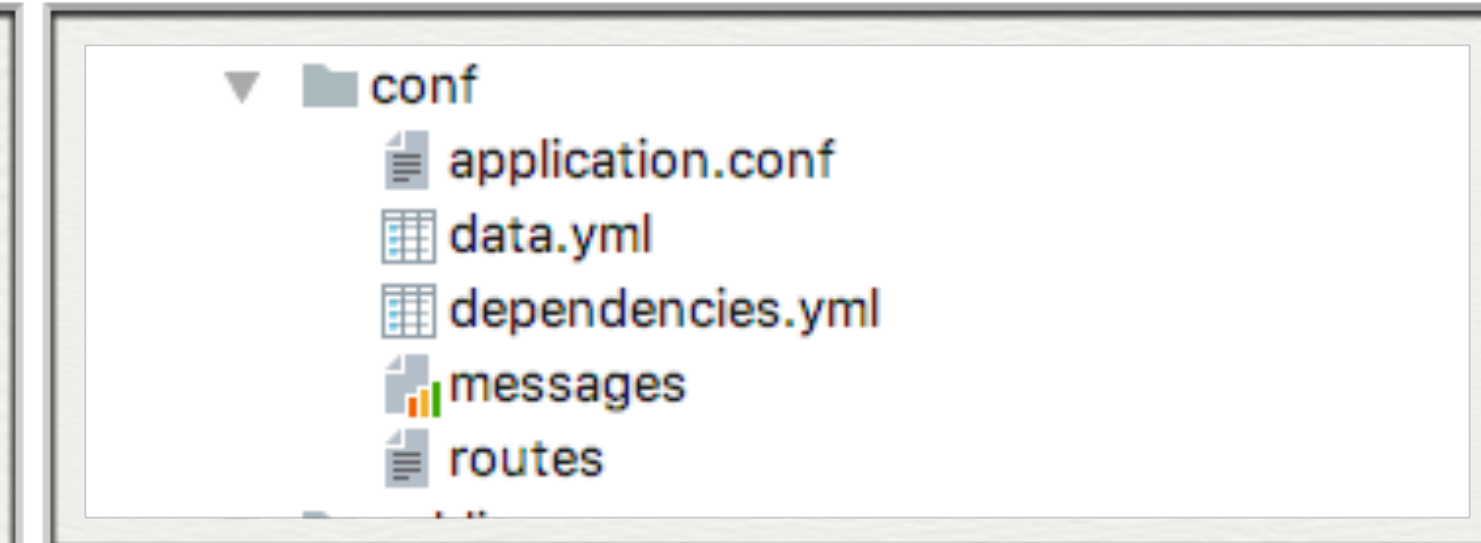 conf
application.conf
data.yml
dependencies.yml
messages
routes